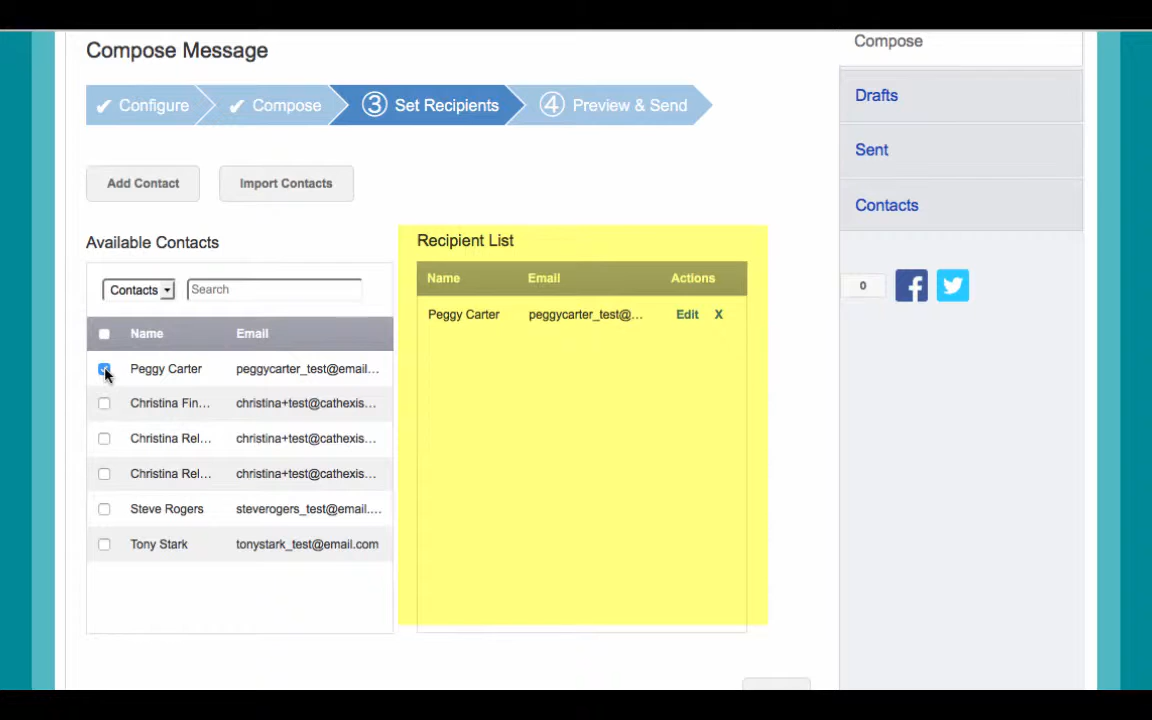 Compose Message
Compose
✔ Configure ✔ Compose ③ Set Recipients ④ Preview & Send
Drafts
Sent
Add Contact Import Contacts
Contacts
Available Contacts
Recipient List
Contacts Search
Name Email Actions
0
Peggy Carter peggycarter_test@... Edit X
Name Email
Peggy Carter peggycarter_test@email...
Christina Fin... christina+test@cathexis...
Christina Rel... christina+test@cathexis...
Christina Rel... christina+test@cathexis...
Steve Rogers steverogers_test@email....
Tony Stark tonystark_test@email.com